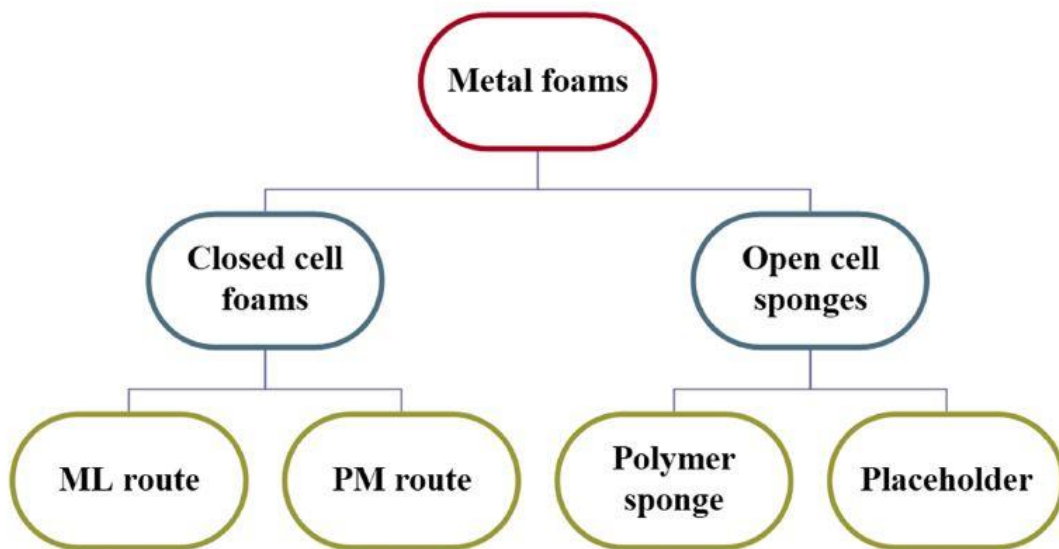 Metal foams
Closed cell
foams
Open cell
sponges
ML route
PM route
Polymer
sponge
Placeholder